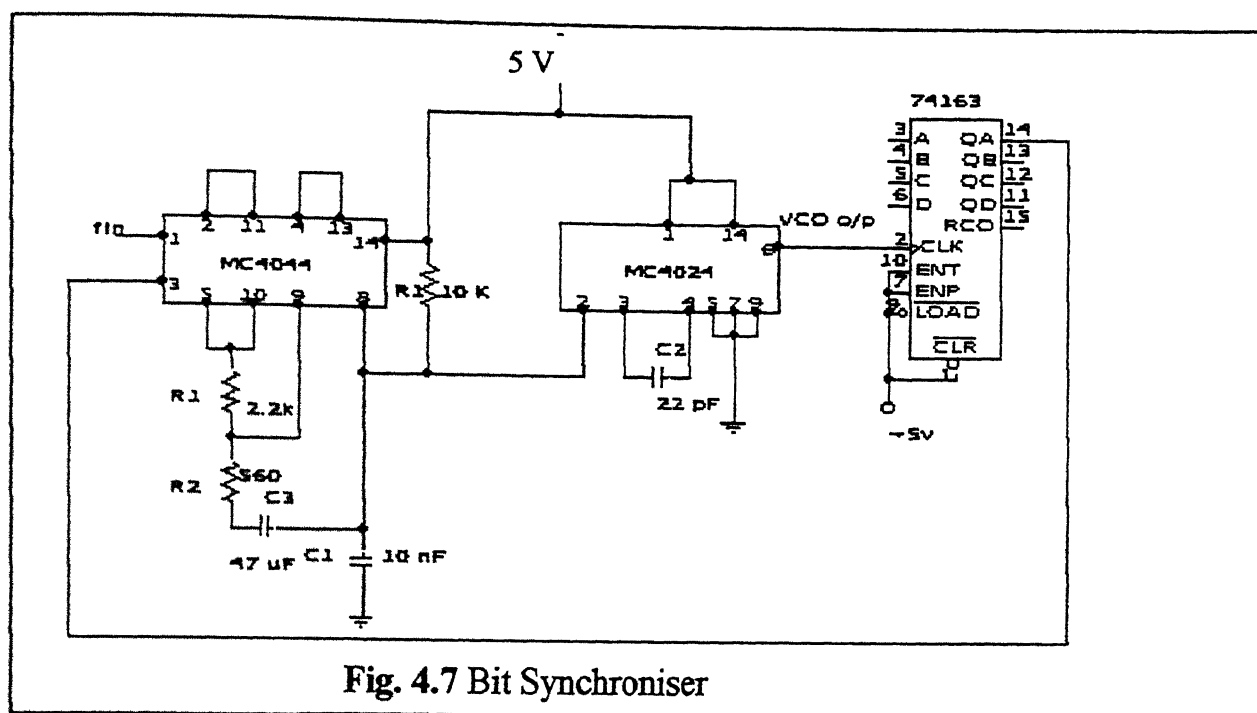 5 V
74163
3 A QA 14
4 B QB 13
5 C QC 12
6 D QD 11
RCO 15
2 CLK
10 ENT
7 ENP
LOAD
CLR
2 11 4 13
fin 1 14
MC4044
3
5 10 9 8
R1 10 K
1 14
VCO o/p
MC4024
2 3 4 5 7 9
C2
22 pF
R1
2.2k
R2 560
C3
47 uF C1 10 nF
5v
Fig. 4.7 Bit Synchroniser